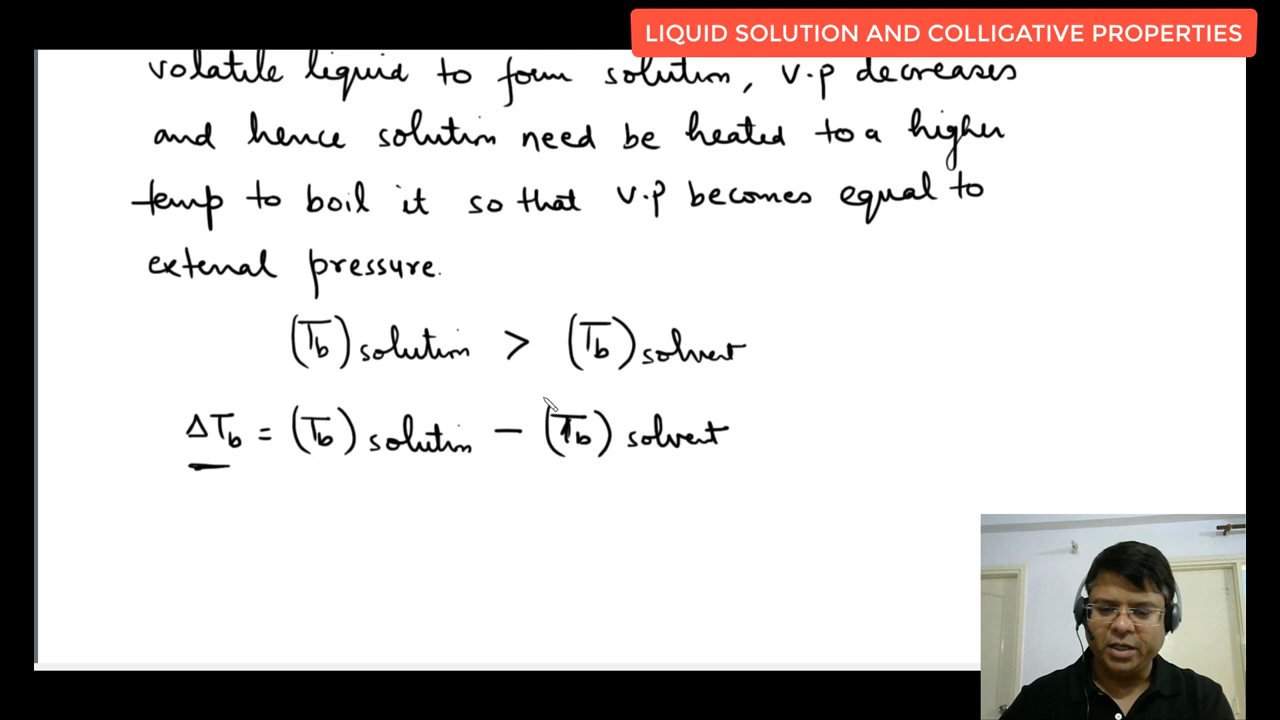 LIQUID SOLUTION AND COLLIGATIVE PROPERTIES
volatile liquid to form solution, v.p decreases
and hence solution need be heated to a higher
temp to boil it so that v.p becomes equal to
extenal pressure.
(Tb) solution > (Tb) solvent
ΔTb = (Tb) solution - (Tb) solvent